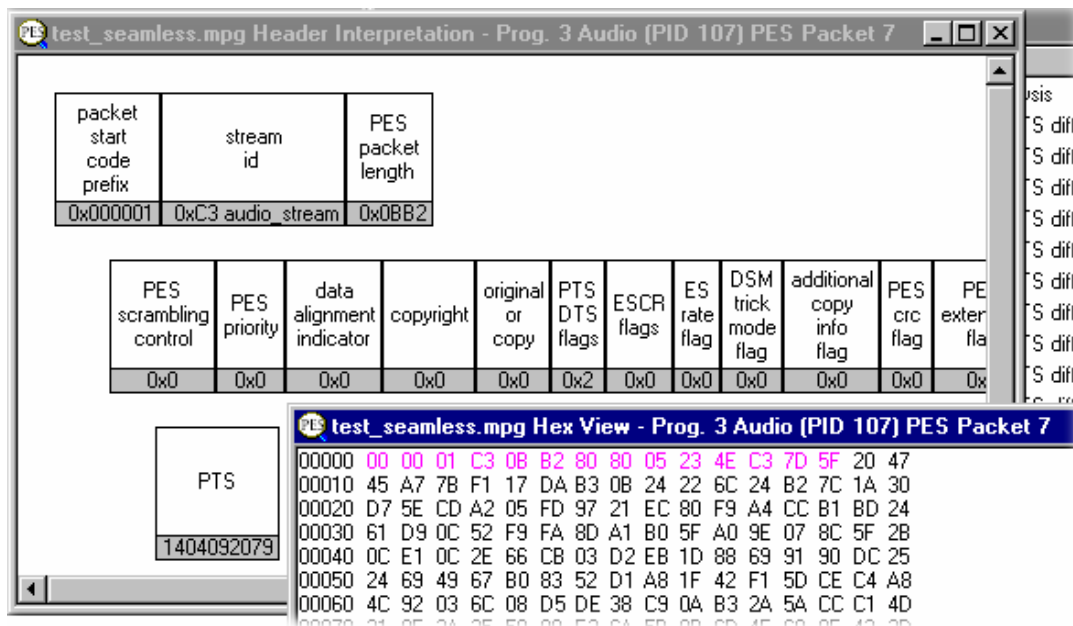 test_seamless.mpg Header Interpretation - Prog. 3 Audio (PID 107) PES Packet 7
packet start code prefix
stream id
PES packet length
0x000001
0xC3 audio_stream
0x0BB2
PES scrambling control
PES priority
data alignment indicator
copyright
original or copy
PTS DTS flags
ESCR flags
ES rate flag
DSM trick mode flag
additional copy info flag
PES crc flag
0x0
0x0
0x0
0x0
0x0
0x2
0x0
0x0
0x0
0x0
0x0
PTS
1404092079
test_seamless.mpg Hex View - Prog. 3 Audio (PID 107) PES Packet 7
00000 00 00 01 C3 0B B2 80 80 05 23 4E C3 7D 5F 20 47
00010 45 A7 7B F1 17 DA B3 0B 24 22 6C 24 B2 7C 1A 30
00020 D7 5E CD A2 05 FD 97 21 EC 80 F9 A4 CC B1 BD 24
00030 61 D9 0C 52 F9 FA 8D A1 B0 5F A0 9E 07 8C 5F 2B
00040 0C E1 0C 2E 66 CB 03 D2 EB 1D 88 69 91 90 DC 25
00050 24 69 49 67 B0 83 52 D1 A8 1F 42 F1 5D CE C4 A8
00060 4C 92 03 6C 08 D5 DE 38 C9 0A B3 2A 5A CC C1 4D